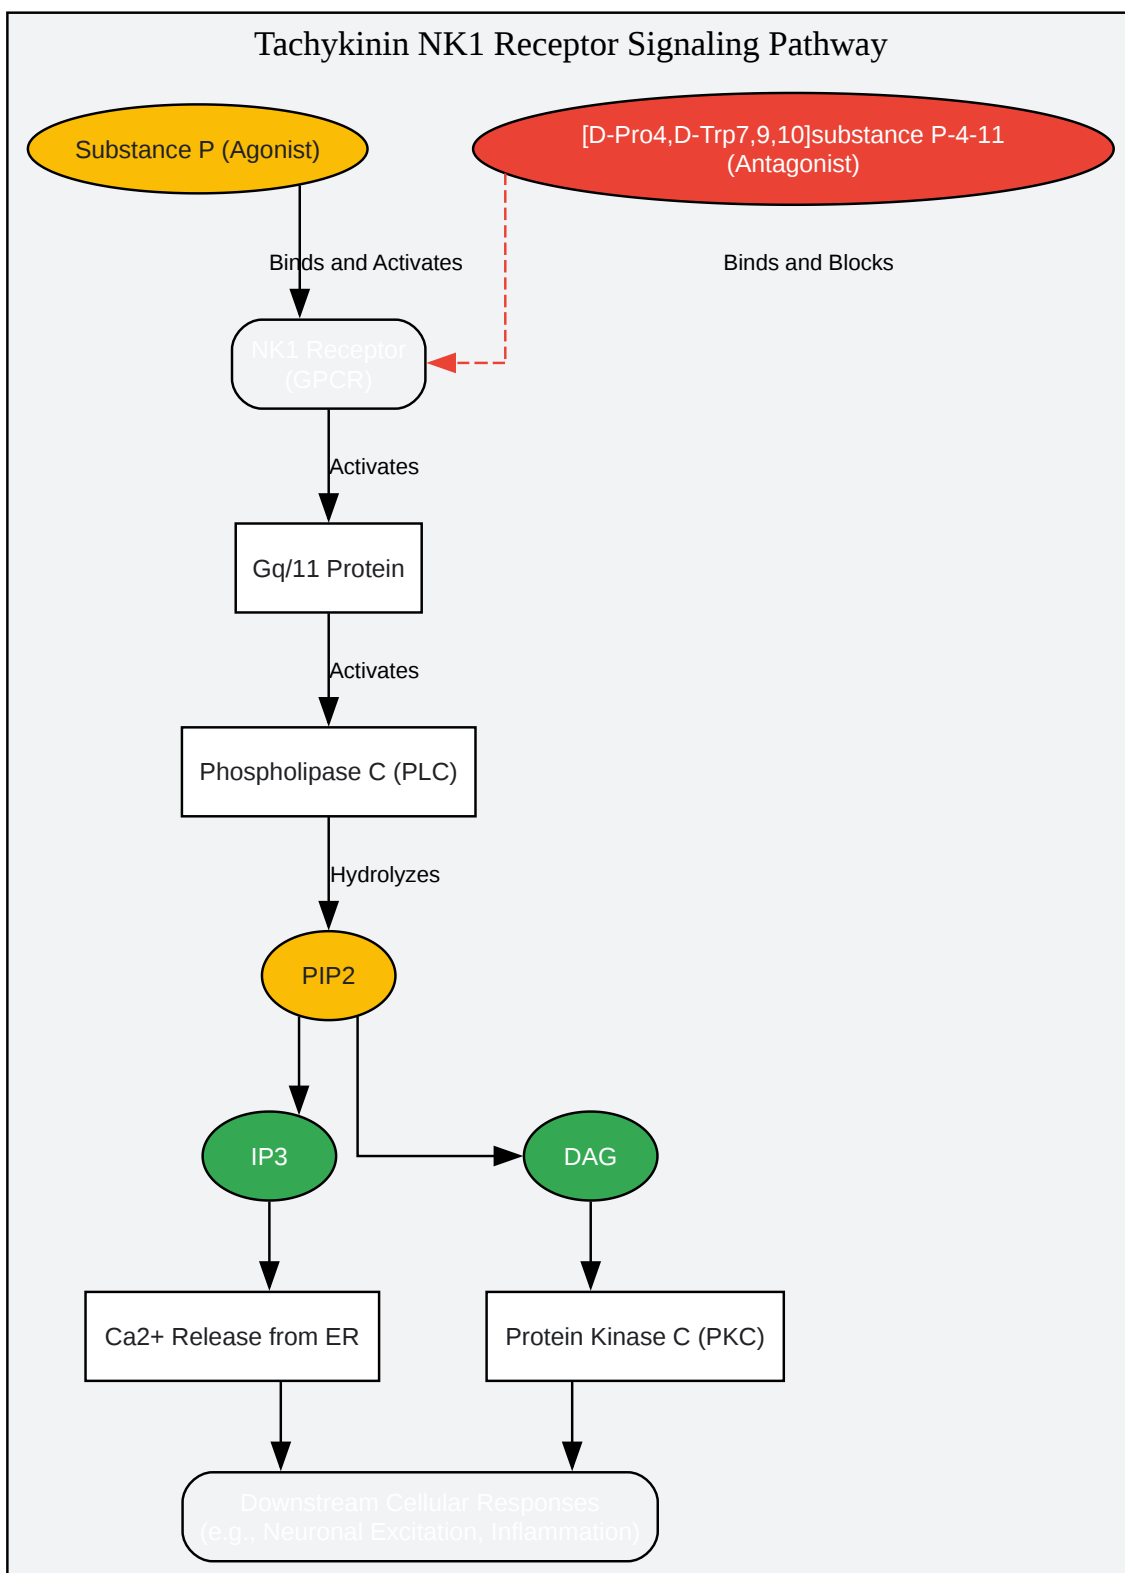 Tachykinin NK1 Receptor Signaling Pathway
Substance P (Agonist)
[D-Pro4,D-Trp7,9,10]substance P-4-11
(Antagonist)
Binds and Activates
Binds and Blocks
NK1 Receptor
(GPCR)
Activates
Gq/11 Protein
Activates
Phospholipase C (PLC)
Hydrolyzes
PIP2
IP3
DAG
Ca2+ Release from ER
Protein Kinase C (PKC)
Downstream Cellular Responses
(e.g., Neuronal Excitation, Inflammation)